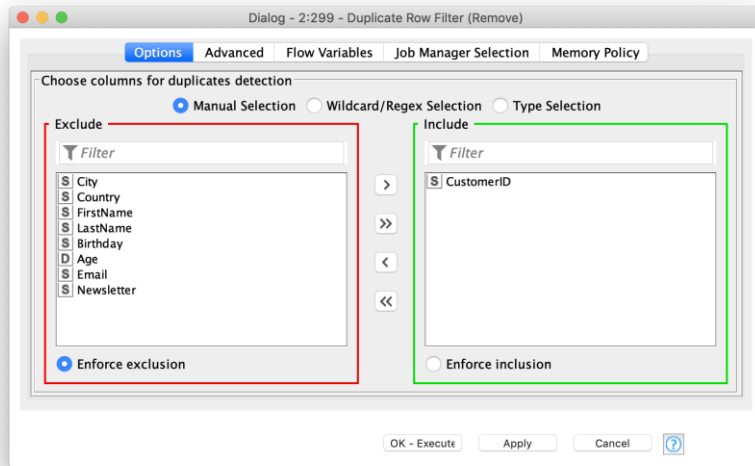 Dialog - 2:299 - Duplicate Row Filter (Remove)
Options Advanced Flow Variables Job Manager Selection Memory Policy
Choose columns for duplicates detection
Manual Selection Wildcard/Regex Selection Type Selection
Exclude Include
Filter Filter
S City S CustomerID
S Country
S FirstName
S LastName
S Birthday
D Age
S Email
S Newsletter
> 
>>
<
<<
Enforce exclusion Enforce inclusion
OK - Execute Apply Cancel ?